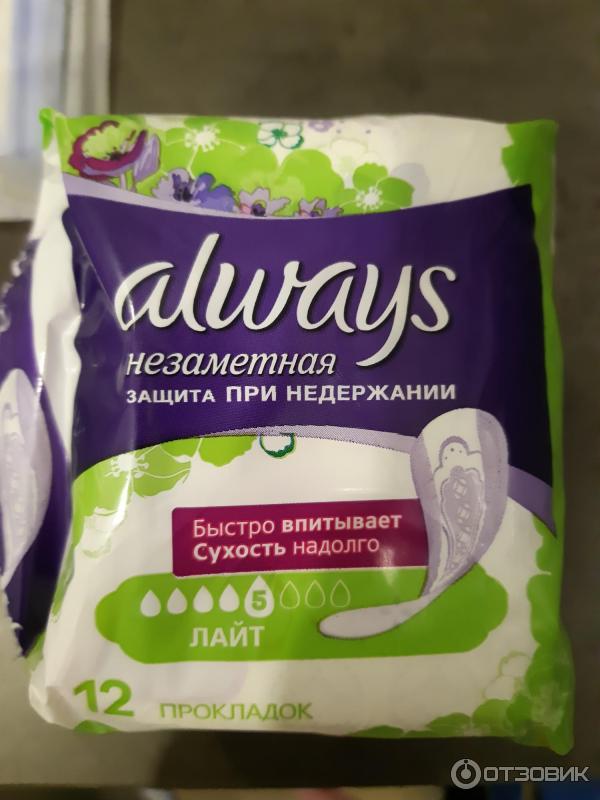 always
незаметная
ЗАЩИТА ПРИ НЕДЕРЖАНИИ
Быстро впитывает
Сухость надолго
5
ЛАЙТ
12 ПРОКЛАДОК
ОТЗОВИК